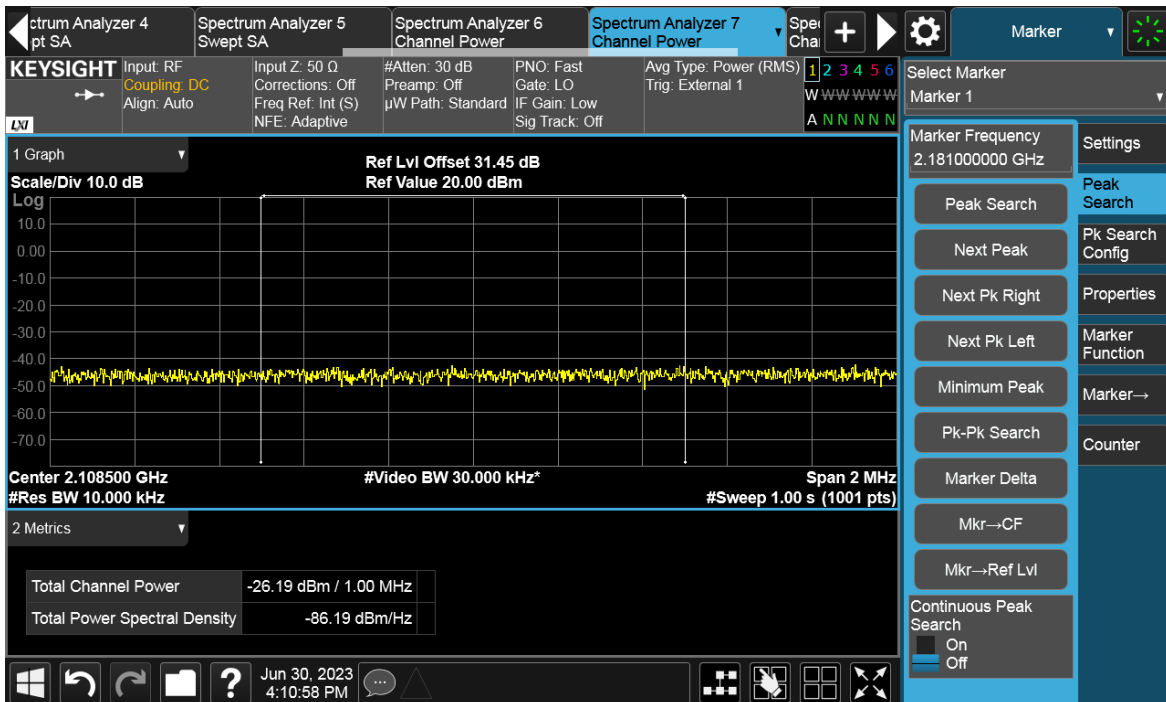 ctrum Analyzer 4
pt SA
Spectrum Analyzer 5
Swept SA
Spectrum Analyzer 6
Channel Power
Spectrum Analyzer 7
Channel Power
Spe
Cha
Marker
KEYSIGHT
LXI
Input: RF
Coupling: DC
Align: Auto
Input Z: 50 Ω
Corrections: Off
Freq Ref: Int (S)
NFE: Adaptive
#Atten: 30 dB
Preamp: Off
µW Path: Standard
PNO: Fast
Gate: LO
IF Gain: Low
Sig Track: Off
Avg Type: Power (RMS)
Trig: External 1
1 2 3 4 5 6
W W W W W W
A N N N N N
Select Marker
Marker 1
1 Graph
Ref Lvl Offset 31.45 dB
Scale/Div 10.0 dB
Ref Value 20.00 dBm
Log
10.0
0.00
-10.0
-20.0
-30.0
-40.0
-50.0
-60.0
-70.0
Center 2.108500 GHz
#Video BW 30.000 kHz*
Span 2 MHz
#Res BW 10.000 kHz
#Sweep 1.00 s (1001 pts)
2 Metrics
Total Channel Power -26.19 dBm / 1.00 MHz
Total Power Spectral Density -86.19 dBm/Hz
Marker Frequency
2.181000000 GHz
Peak Search
Next Peak
Next Pk Right
Next Pk Left
Minimum Peak
Pk-Pk Search
Marker Delta
Mkr→CF
Mkr→Ref Lvl
Continuous Peak
Search
On
Off
Settings
Peak
Search
Pk Search
Config
Properties
Marker
Function
Marker→
Counter
?
Jun 30, 2023
4:10:58 PM